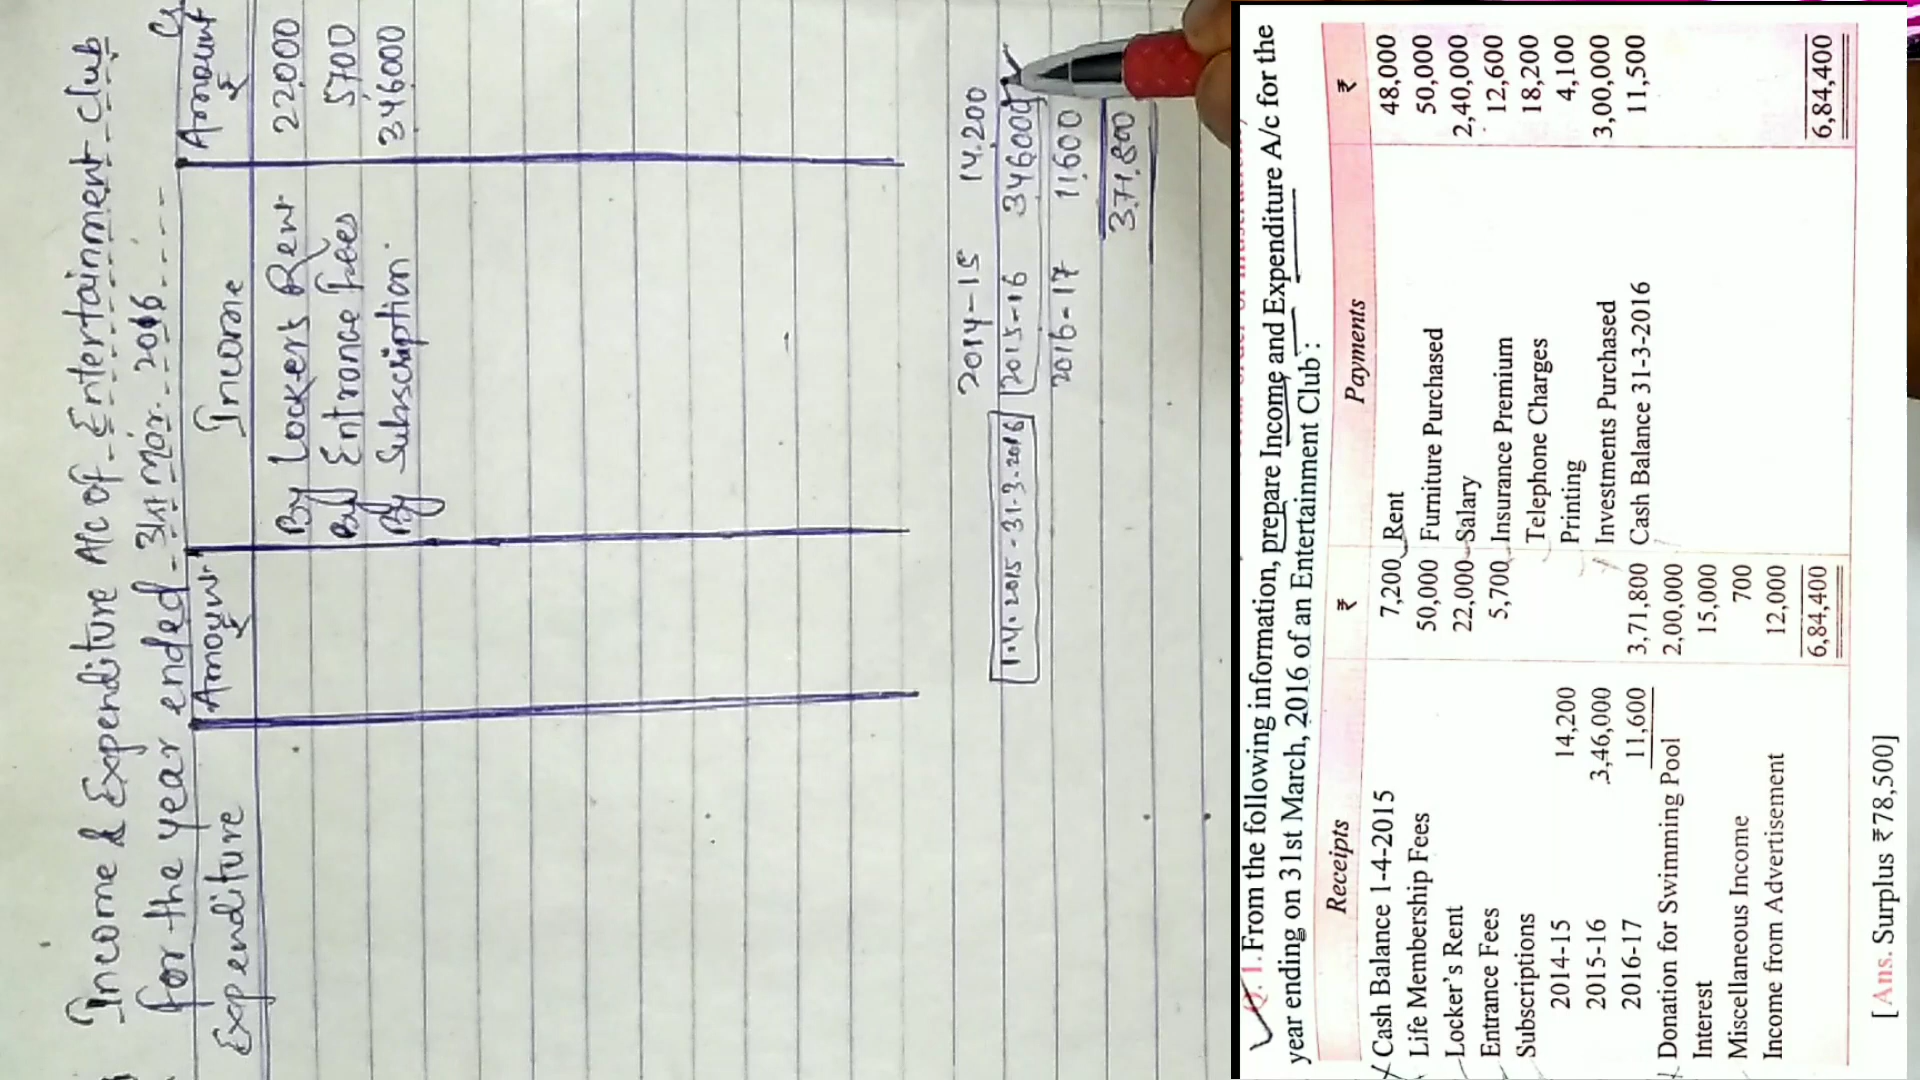 Income & Expenditure A/c of Entertainment Club
for the year ended 31st Mar. 2016
Cr
Expenditure Amount ₹ Income Amount ₹
By Locker's Rent 22,000
By Entrance Fees 5700
By Subscription. 346000
2014-15 14,200
1.4.2015-31.3.2016 2015-16 346000
2016-17 11,600
3,71,800
Q. 1. From the following information, prepare Income and Expenditure A/c for the
year ending on 31st March, 2016 of an Entertainment Club :
Receipts ₹ Payments ₹
Cash Balance 1-4-2015 7,200 Rent 48,000
Life Membership Fees 50,000 Furniture Purchased 50,000
Locker's Rent 22,000 Salary 2,40,000
Entrance Fees 5,700 Insurance Premium 12,600
Subscriptions Telephone Charges 18,200
2014-15 14,200 Printing 4,100
2015-16 3,46,000 Investments Purchased 3,00,000
2016-17 11,600 3,71,800 Cash Balance 31-3-2016 11,500
Donation for Swimming Pool 2,00,000
Interest 15,000
Miscellaneous Income 700
Income from Advertisement 12,000
6,84,400 6,84,400
[Ans. Surplus ₹78,500]